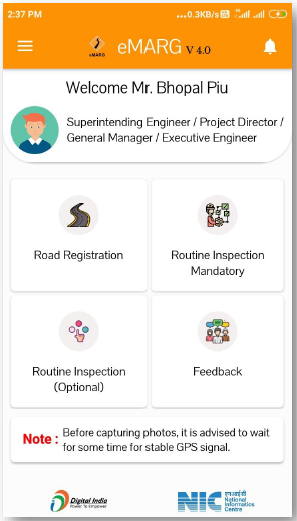 2:37 PM
...0.3KB/s
eMARG
eMARG V 4.0
Welcome Mr. Bhopal Piu
Superintending Engineer / Project Director /
General Manager / Executive Engineer
Road Registration
Routine Inspection
Mandatory
Routine Inspection
(Optional)
Feedback
Note : Before capturing photos, it is advised to wait
for some time for stable GPS signal.
Digital India
Power To Empower
NIC
एनआईसी
National
Informatics
Centre